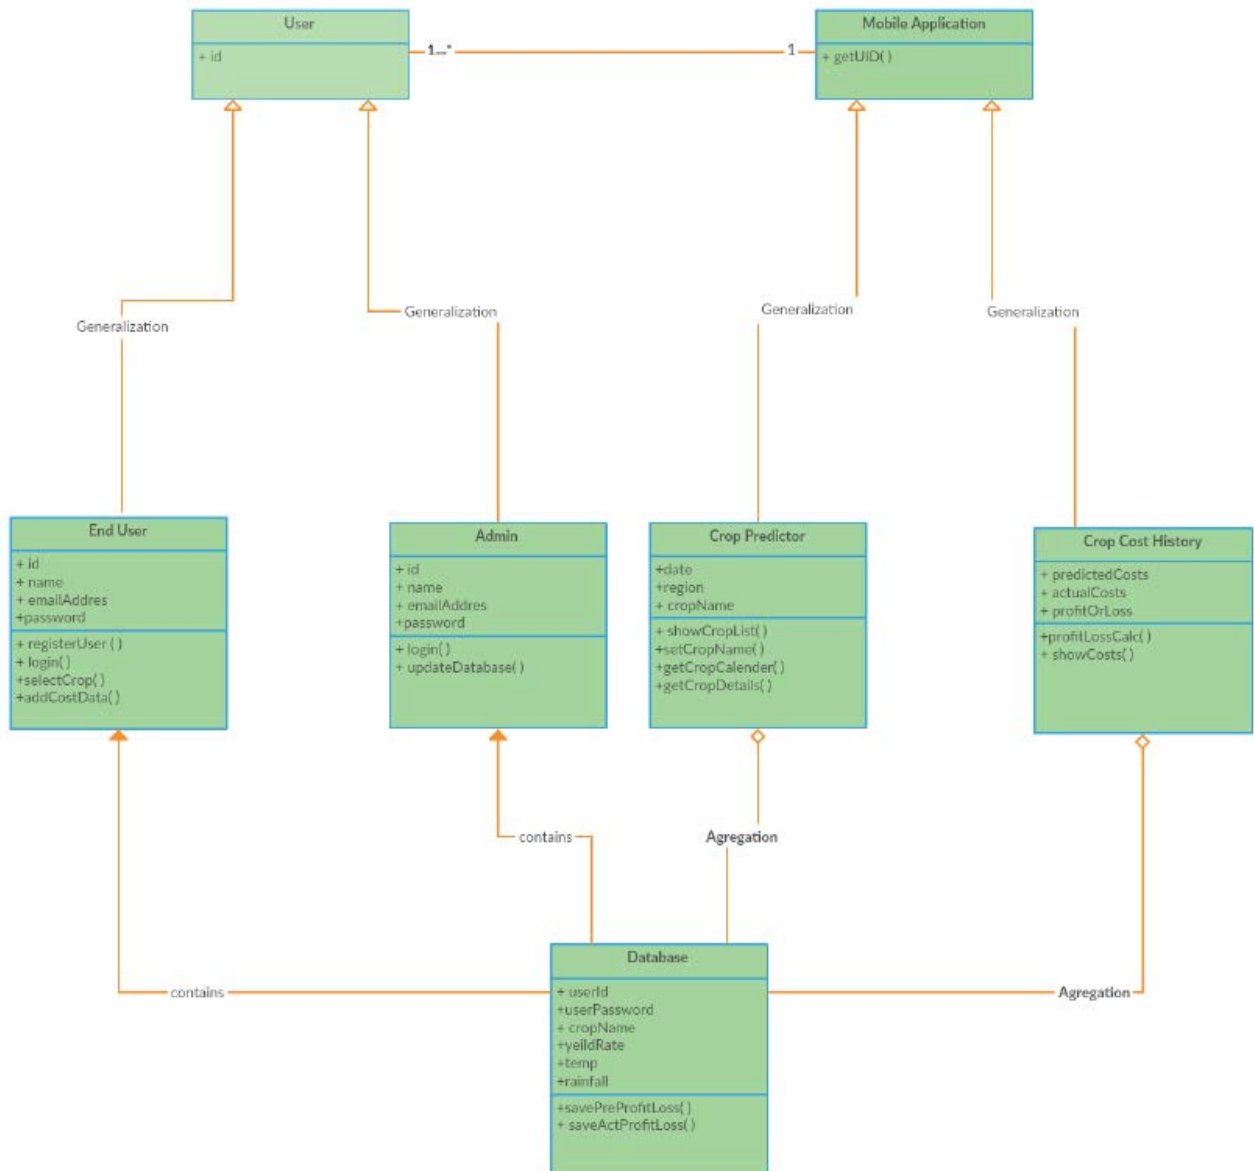 User
+ id
1...*
1
Mobile Application
+ getUID( )
Generalization
Generalization
Generalization
Generalization
End User
+ id
+ name
+ emailAddres
+password
+ registerUser ( )
+ login( )
+selectCrop( )
+addCostData( )
Admin
+ id
+ name
+ emailAddres
+password
+ login( )
+ updateDatabase( )
Crop Predictor
+date
+region
+ cropName
+ showCropList( )
+setCropName( )
+getCropCalender( )
+getCropDetails( )
Crop Cost History
+ predictedCosts
+ actualCosts
+ profitOrLoss
+profitLossCalc( )
+ showCosts( )
contains
Agregation
contains
Agregation
Database
+ userId
+userPassword
+ cropName
+yeildRate
+temp
+rainfall
+savePreProfitLoss( )
+ saveActProfitLoss( )